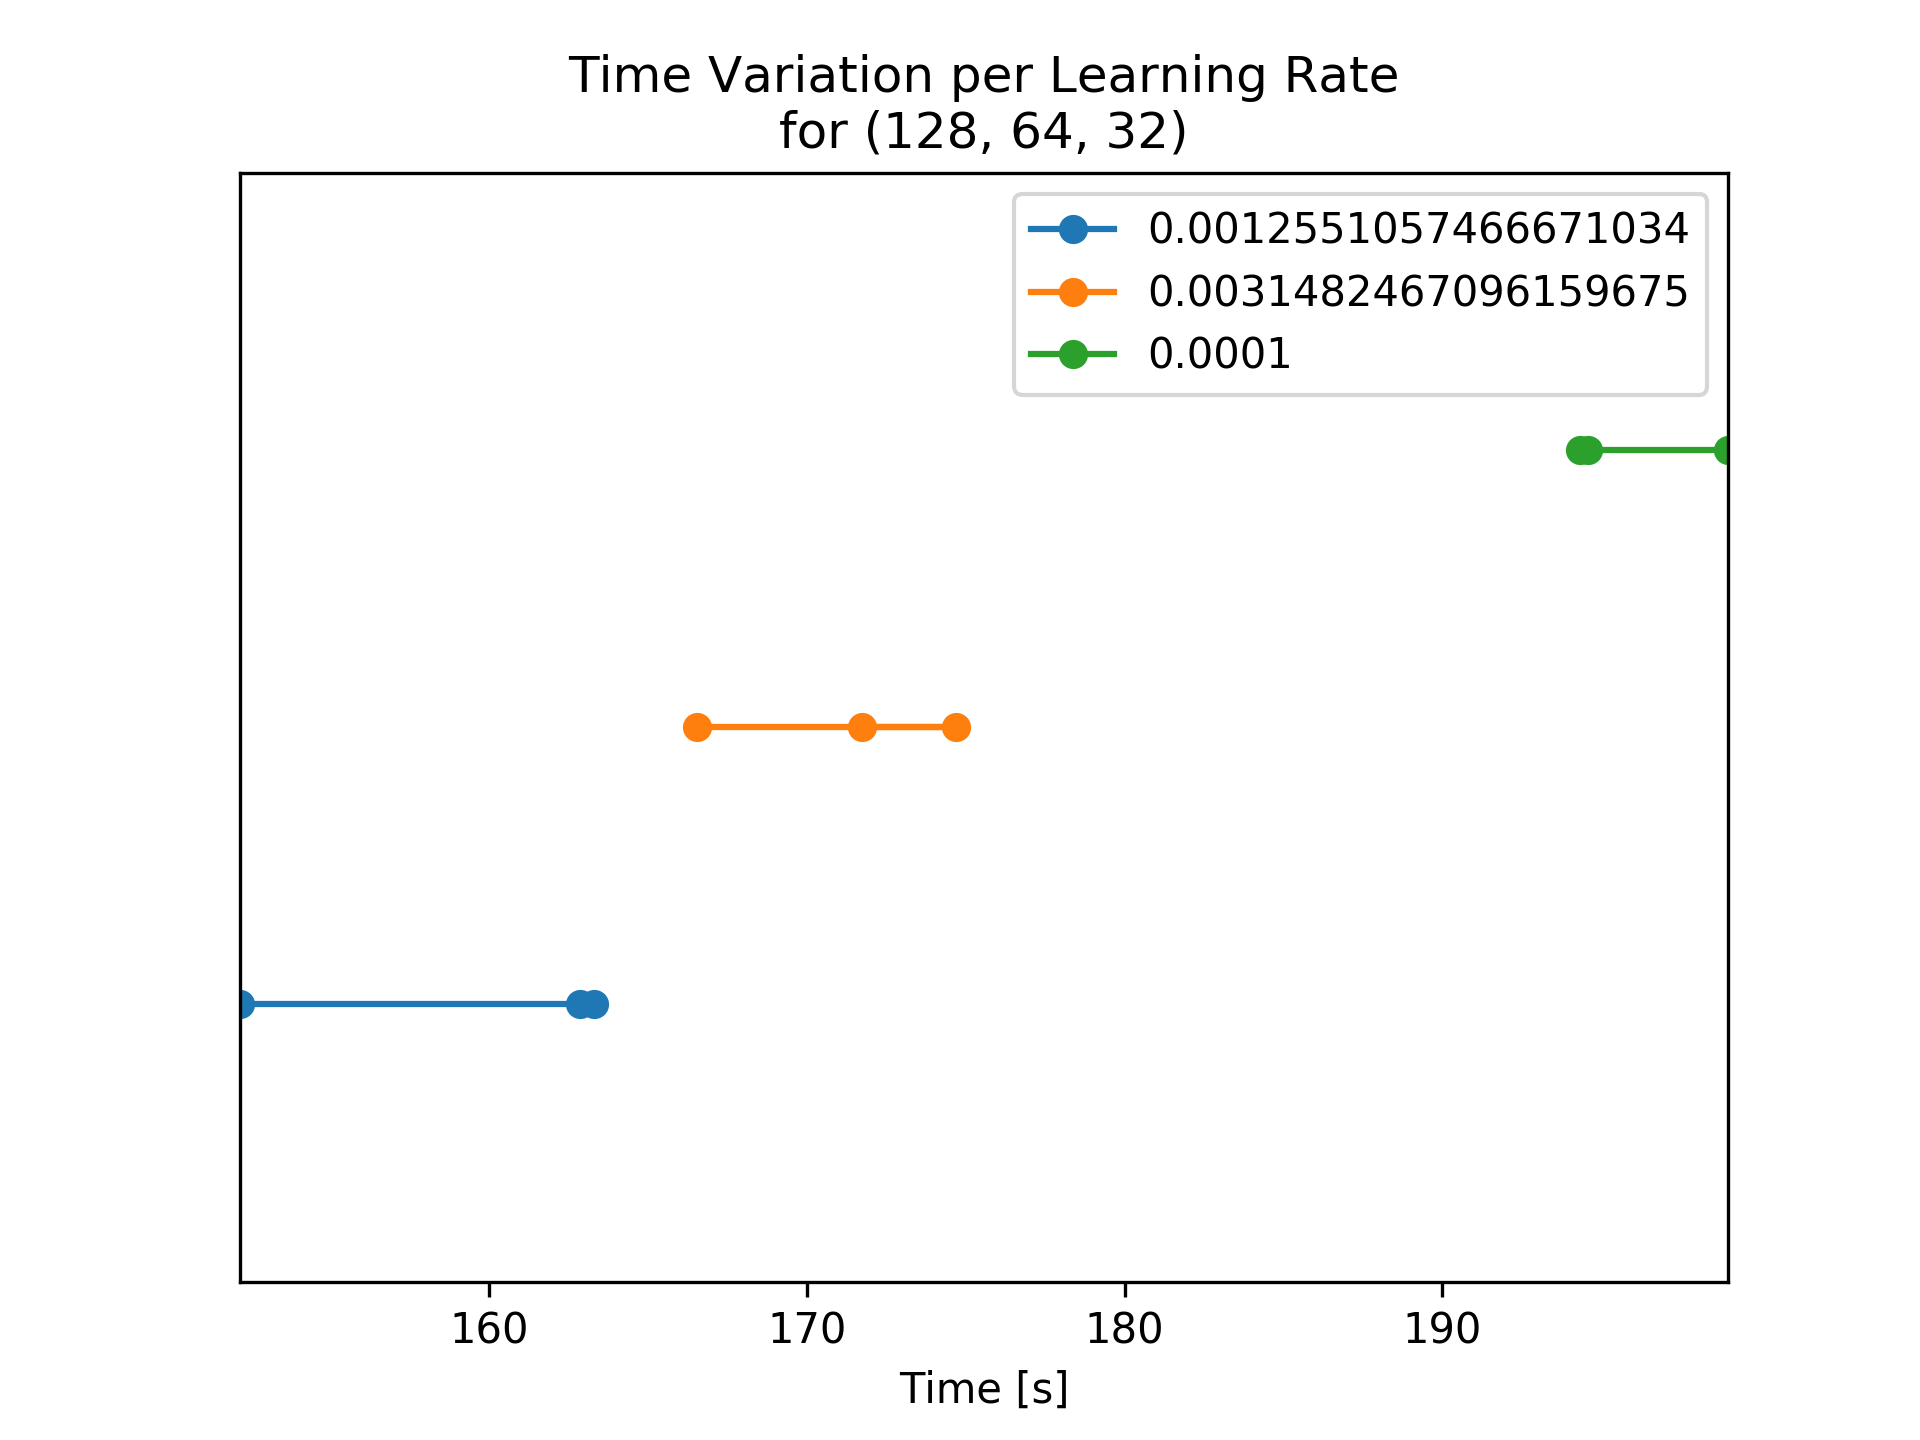 Time Variation per Learning Rate
for (128, 64, 32)
0.0012551057466671034
0.0031482467096159675
0.0001
160
170
180
190
Time [s]